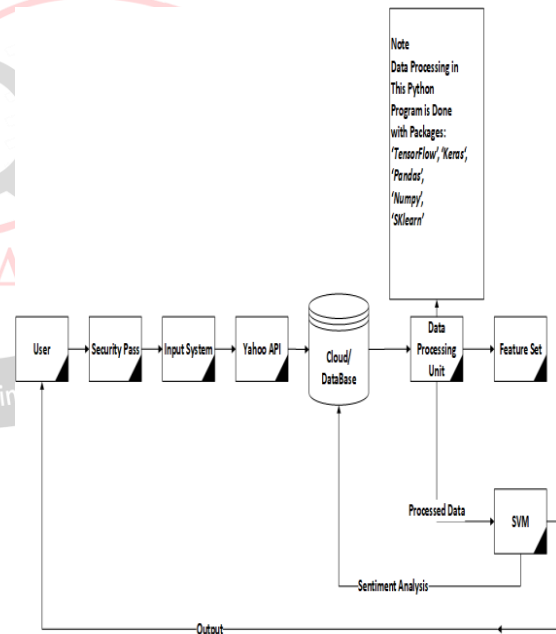 Note
Data Processing in
This Python
Program is Done
with Packages:
‘TensorFlow’, ‘Keras’,
‘Pandas’,
‘Numpy’,
‘SKlearn’
User
Security Pass
Input System
Yahoo API
Cloud/
DataBase
Data
Processing
Unit
Feature Set
Processed Data
SVM
Sentiment Analysis
Output